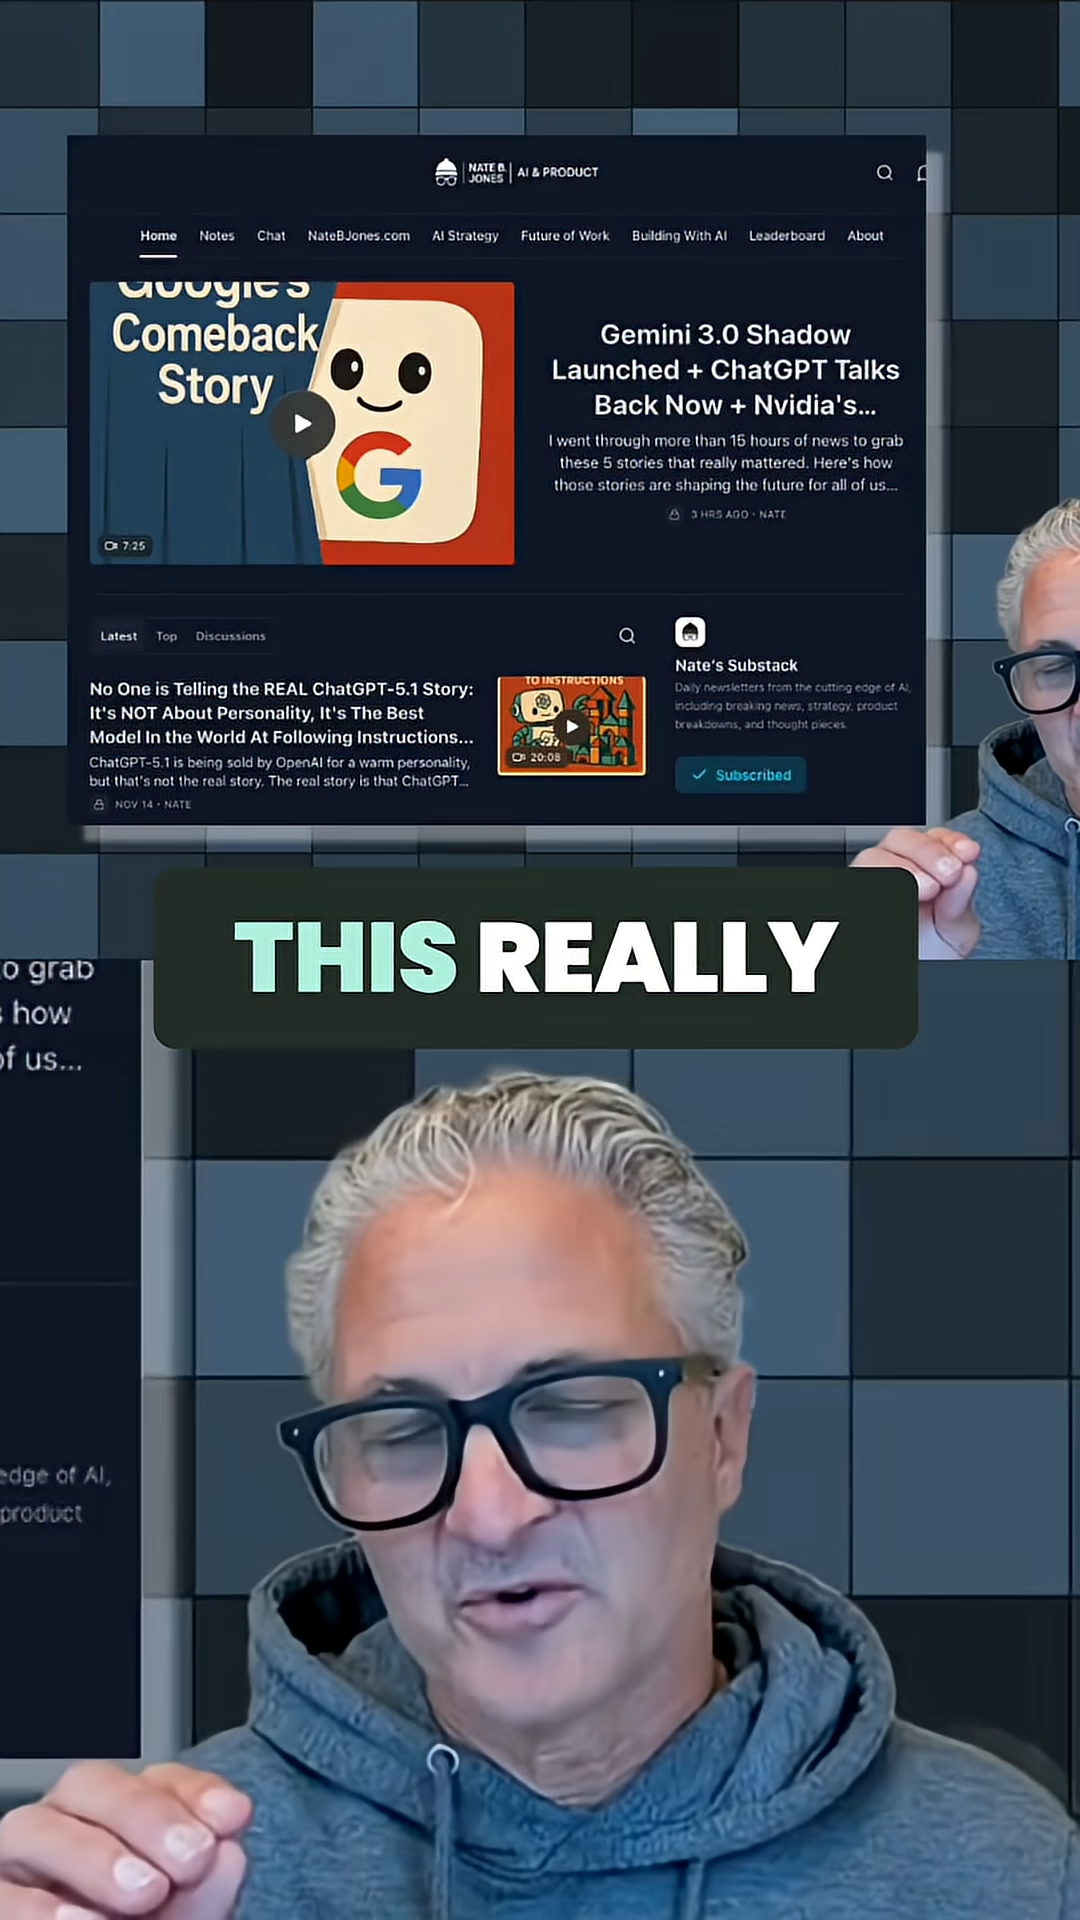 NATE B.
JONES
AI & PRODUCT
Home Notes Chat NateBJones.com AI Strategy Future of Work Building With AI Leaderboard About
Google's
Comeback
Story
7:25
Gemini 3.0 Shadow
Launched + ChatGPT Talks
Back Now + Nvidia's...
I went through more than 15 hours of news to grab
these 5 stories that really mattered. Here's how
those stories are shaping the future for all of us...
3 HRS AGO · NATE
Latest Top Discussions
No One is Telling the REAL ChatGPT-5.1 Story:
It's NOT About Personality, It's The Best
Model In the World At Following Instructions...
ChatGPT-5.1 is being sold by OpenAI for a warm personality,
but that's not the real story. The real story is that ChatGPT...
NOV 14 · NATE
TO INSTRUCTIONS
20:08
Nate's Substack
Daily newsletters from the cutting edge of AI,
including breaking news, strategy, product
breakdowns, and thought pieces.
Subscribed
THIS REALLY
to grab
s how
of us...
edge of AI,
product